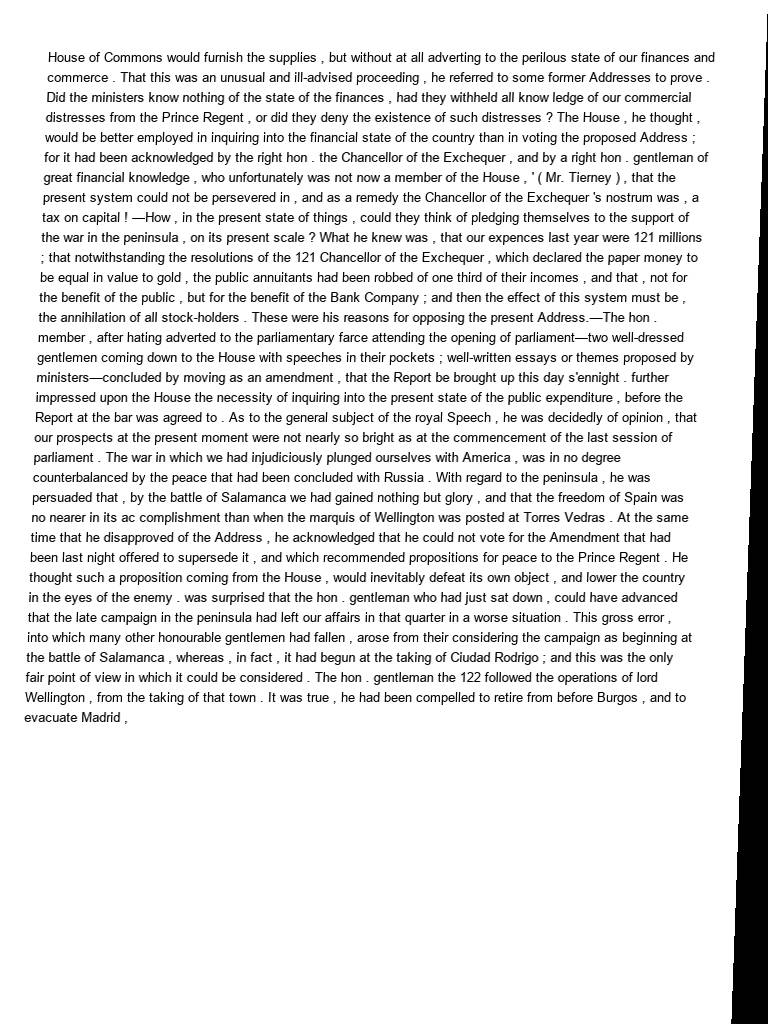 House of Commons would furnish the supplies , but without at all adverting to the perilous state of our finances and
commerce . That this was an unusual and ill-advised proceeding , he referred to some former Addresses to prove .
Did the ministers know nothing of the state of the finances , had they withheld all know ledge of our commercial
distresses from the Prince Regent , or did they deny the existence of such distresses ? The House , he thought ,
would be better employed in inquiring into the financial state of the country than in voting the proposed Address ;
for it had been acknowledged by the right hon . the Chancellor of the Exchequer , and by a right hon . gentleman of
great financial knowledge , who unfortunately was not now a member of the House , ' ( Mr. Tierney ) , that the
present system could not be persevered in , and as a remedy the Chancellor of the Exchequer 's nostrum was , a
tax on capital ! —How , in the present state of things , could they think of pledging themselves to the support of
the war in the peninsula , on its present scale ? What he knew was , that our expences last year were 121 millions
; that notwithstanding the resolutions of the 121 Chancellor of the Exchequer , which declared the paper money to
be equal in value to gold , the public annuitants had been robbed of one third of their incomes , and that , not for
the benefit of the public , but for the benefit of the Bank Company ; and then the effect of this system must be ,
the annihilation of all stock-holders . These were his reasons for opposing the present Address.—The hon .
member , after hating adverted to the parliamentary farce attending the opening of parliament—two well-dressed
gentlemen coming down to the House with speeches in their pockets ; well-written essays or themes proposed by
ministers—concluded by moving as an amendment , that the Report be brought up this day s'ennight . further
impressed upon the House the necessity of inquiring into the present state of the public expenditure , before the
Report at the bar was agreed to . As to the general subject of the royal Speech , he was decidedly of opinion , that
our prospects at the present moment were not nearly so bright as at the commencement of the last session of
parliament . The war in which we had injudiciously plunged ourselves with America , was in no degree
counterbalanced by the peace that had been concluded with Russia . With regard to the peninsula , he was
persuaded that , by the battle of Salamanca we had gained nothing but glory , and that the freedom of Spain was
no nearer in its ac complishment than when the marquis of Wellington was posted at Torres Vedras . At the same
time that he disapproved of the Address , he acknowledged that he could not vote for the Amendment that had
been last night offered to supersede it , and which recommended propositions for peace to the Prince Regent . He
thought such a proposition coming from the House , would inevitably defeat its own object , and lower the country
in the eyes of the enemy . was surprised that the hon . gentleman who had just sat down , could have advanced
that the late campaign in the peninsula had left our affairs in that quarter in a worse situation . This gross error ,
into which many other honourable gentlemen had fallen , arose from their considering the campaign as beginning at
the battle of Salamanca , whereas , in fact , it had begun at the taking of Ciudad Rodrigo ; and this was the only
fair point of view in which it could be considered . The hon . gentleman the 122 followed the operations of lord
Wellington , from the taking of that town . It was true , he had been compelled to retire from before Burgos , and to
evacuate Madrid ,